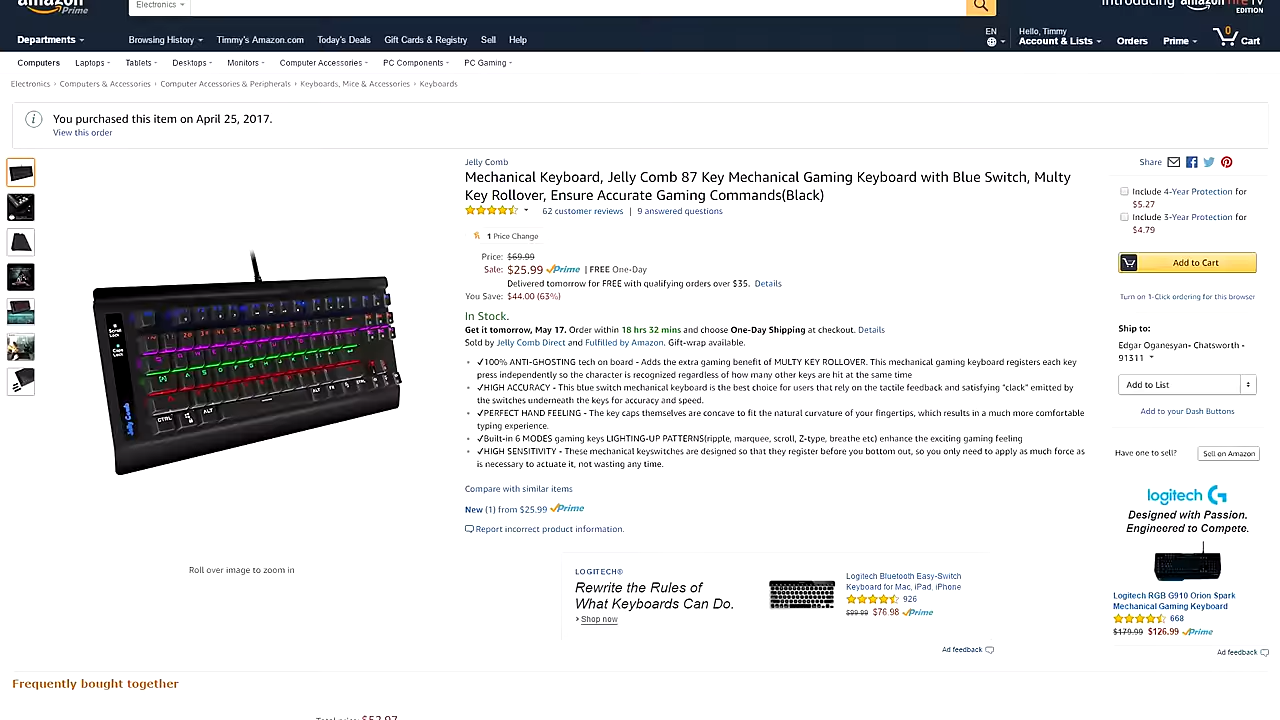 amazon Prime
Electronics
introducing amazon fire TV
EDITION
Departments
Browsing History
Timmy's Amazon.com
Today's Deals
Gift Cards & Registry
Sell
Help
EN
Hello, Timmy
Account & Lists
Orders
Prime
0
Cart
Computers
Laptops
Tablets
Desktops
Monitors
Computer Accessories
PC Components
PC Gaming
Electronics › Computers & Accessories › Computer Accessories & Peripherals › Keyboards, Mice & Accessories › Keyboards
You purchased this item on April 25, 2017.
View this order
Roll over image to zoom in
Jelly Comb
Mechanical Keyboard, Jelly Comb 87 Key Mechanical Gaming Keyboard with Blue Switch, Multy
Key Rollover, Ensure Accurate Gaming Commands(Black)
62 customer reviews | 9 answered questions
1 Price Change
Price: $69.99
Sale: $25.99 Prime | FREE One-Day
Delivered tomorrow for FREE with qualifying orders over $35. Details
You Save: $44.00 (63%)
In Stock.
Get it tomorrow, May 17. Order within 18 hrs 32 mins and choose One-Day Shipping at checkout. Details
Sold by Jelly Comb Direct and Fulfilled by Amazon. Gift-wrap available.
• ✓100% ANTI-GHOSTING tech on board - Adds the extra gaming benefit of MULTY KEY ROLLOVER. This mechanical gaming keyboard registers each key
press independently so the character is recognized regardless of how many other keys are hit at the same time
• ✓HIGH ACCURACY - This blue switch mechanical keyboard is the best choice for users that rely on the tactile feedback and satisfying "clack" emitted by
the switches underneath the keys for accuracy and speed.
• ✓PERFECT HAND FEELING - The key caps themselves are concave to fit the natural curvature of your fingertips, which results in a much more comfortable
typing experience.
• ✓Built-in 6 MODES gaming keys LIGHTING-UP PATTERNS(ripple, marquee, scroll, Z-type, breathe etc) enhance the exciting gaming feeling
• ✓HIGH SENSITIVITY - These mechanical keyswitches are designed so that they register before you bottom out, so you only need to apply as much force as
is necessary to actuate it, not wasting any time.
Compare with similar items
New (1) from $25.99 Prime
Report incorrect product information.
LOGITECH®
Rewrite the Rules of
What Keyboards Can Do.
› Shop now
Logitech Bluetooth Easy-Switch
Keyboard for Mac, iPad, iPhone
926
$99.99 $76.98 Prime
Ad feedback
Share
Include 4-Year Protection for
$5.27
Include 3-Year Protection for
$4.79
Add to Cart
Turn on 1-Click ordering for this browser
Ship to:
Edgar Oganesyan- Chatsworth -
91311
Add to List
Add to your Dash Buttons
Have one to sell?
Sell on Amazon
logitech G
Designed with Passion.
Engineered to Compete.
Logitech RGB G910 Orion Spark
Mechanical Gaming Keyboard
668
$179.99 $126.99 Prime
Ad feedback
Frequently bought together
Total price: $52.97